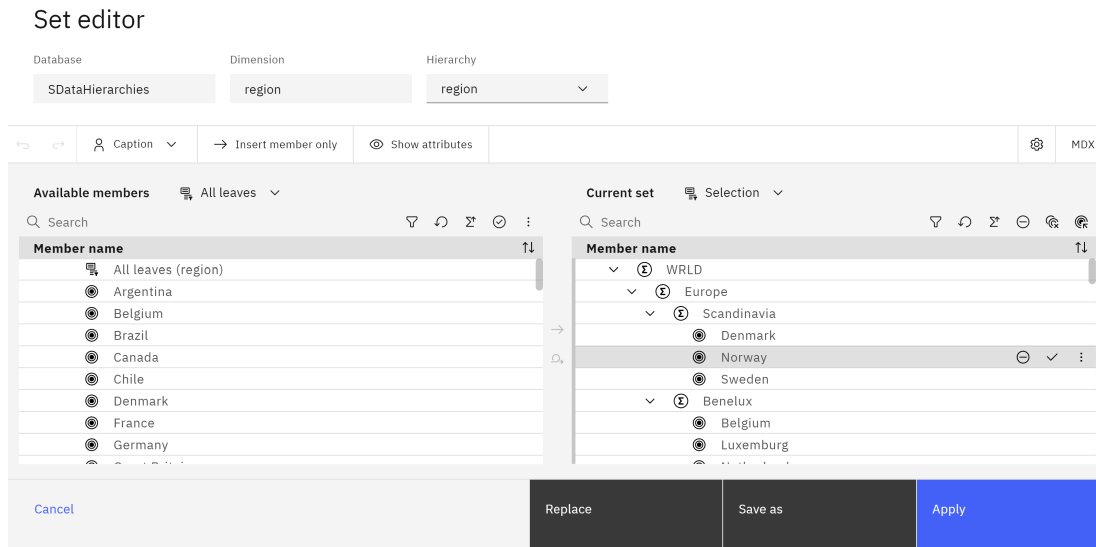 Set editor
Database Dimension Hierarchy
SDataHierarchies region region
Caption Insert member only Show attributes MDX
Available members All leaves Current set Selection
Search Search
Member name Member name
All leaves (region) WRLD
Argentina Europe
Belgium Scandinavia
Brazil Denmark
Canada Norway
Chile Sweden
Denmark Benelux
France Belgium
Germany Luxemburg
Cancel Replace Save as Apply